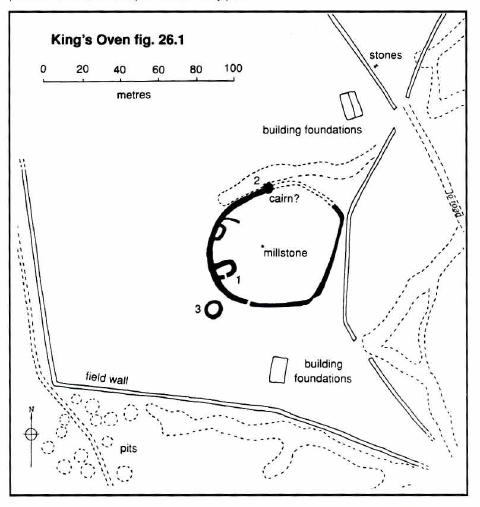 King's Oven fig. 26.1
0 20 40 60 80 100
metres
stones
building foundations
2
cairn?
millstone
1
3
building
foundations
field wall
N
pits